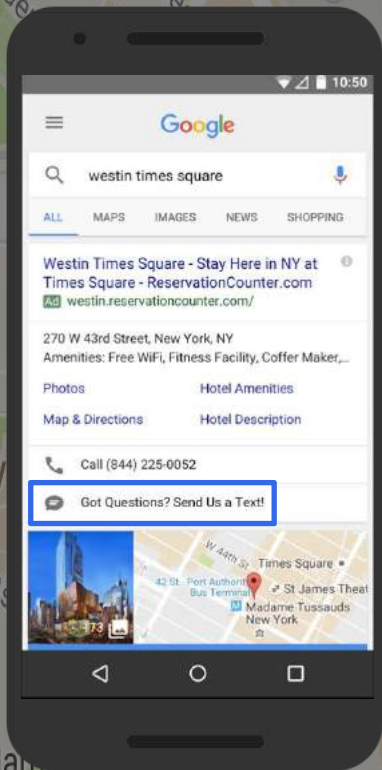 10:50
Google
westin times square
ALL MAPS IMAGES NEWS SHOPPING
Westin Times Square - Stay Here in NY at
Times Square - ReservationCounter.com
Ad westin.reservationcounter.com/
270 W 43rd Street, New York, NY
Amenities: Free WiFi, Fitness Facility, Coffer Maker,...
Photos Hotel Amenities
Map & Directions Hotel Description
Call (844) 225-0052
Got Questions? Send Us a Text!
W 44th St
Times Square
42 St Port Authority
Bus Terminal
St James Theat
M Madame Tussauds
New York